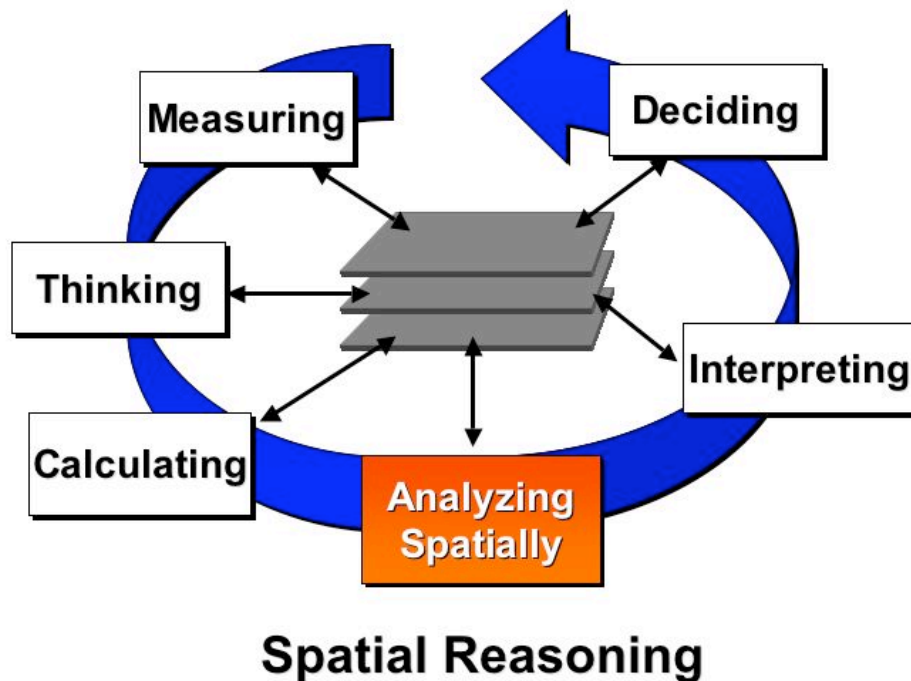 Measuring
Deciding
Thinking
Interpreting
Calculating
Analyzing
Spatially
Spatial Reasoning